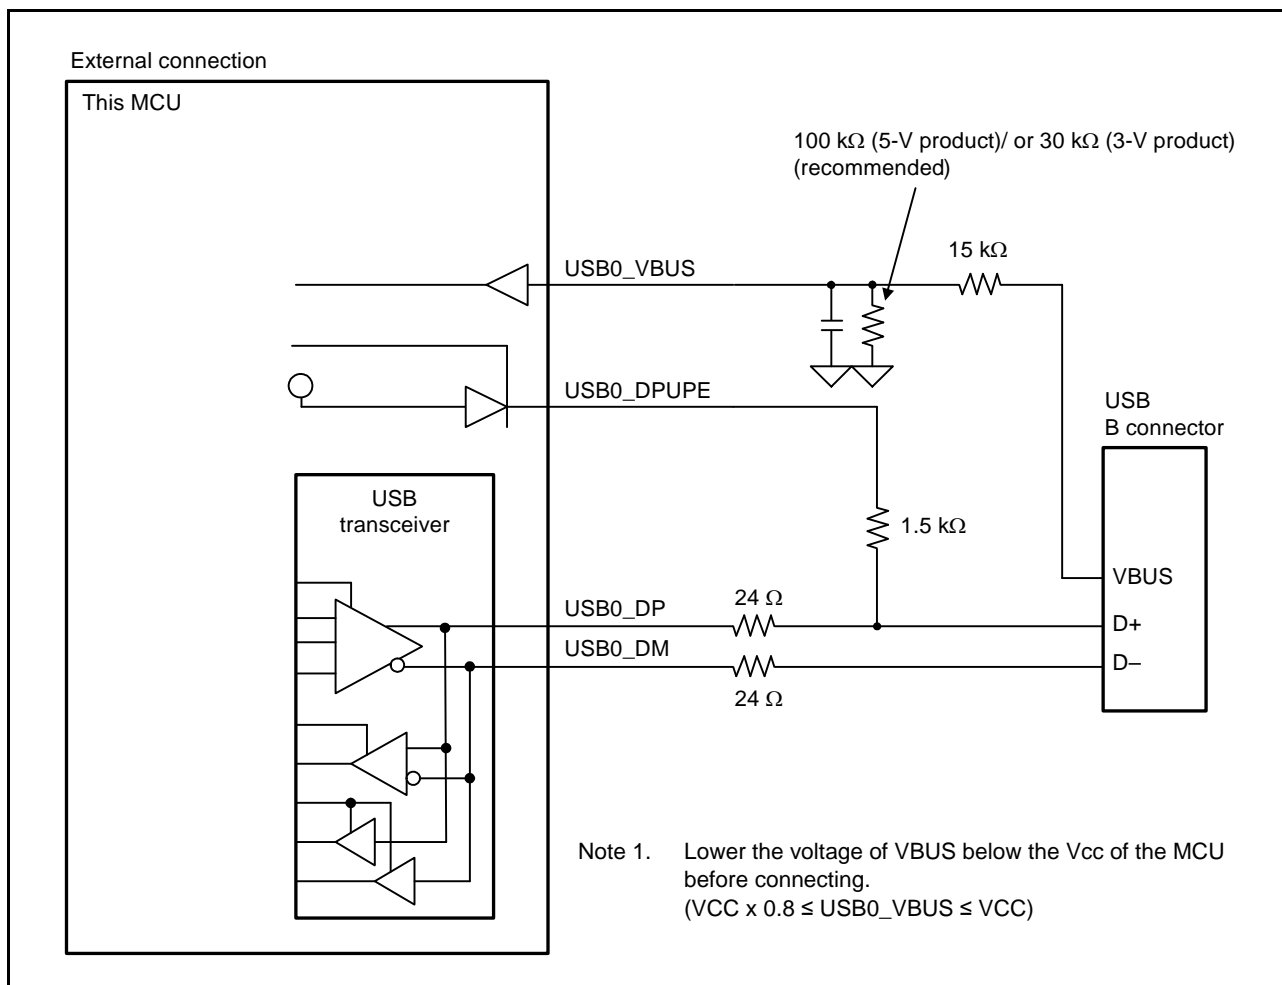 External connection
This MCU
100 kΩ (5-V product)/ or 30 kΩ (3-V product)
(recommended)
15 kΩ
USB0_VBUS
USB0_DPUPE
USB
B connector
USB
transceiver
1.5 kΩ
VBUS
24 Ω
USB0_DP
D+
USB0_DM
D–
24 Ω
Note 1. Lower the voltage of VBUS below the Vcc of the MCU
before connecting.
(VCC x 0.8 ≤ USB0_VBUS ≤ VCC)